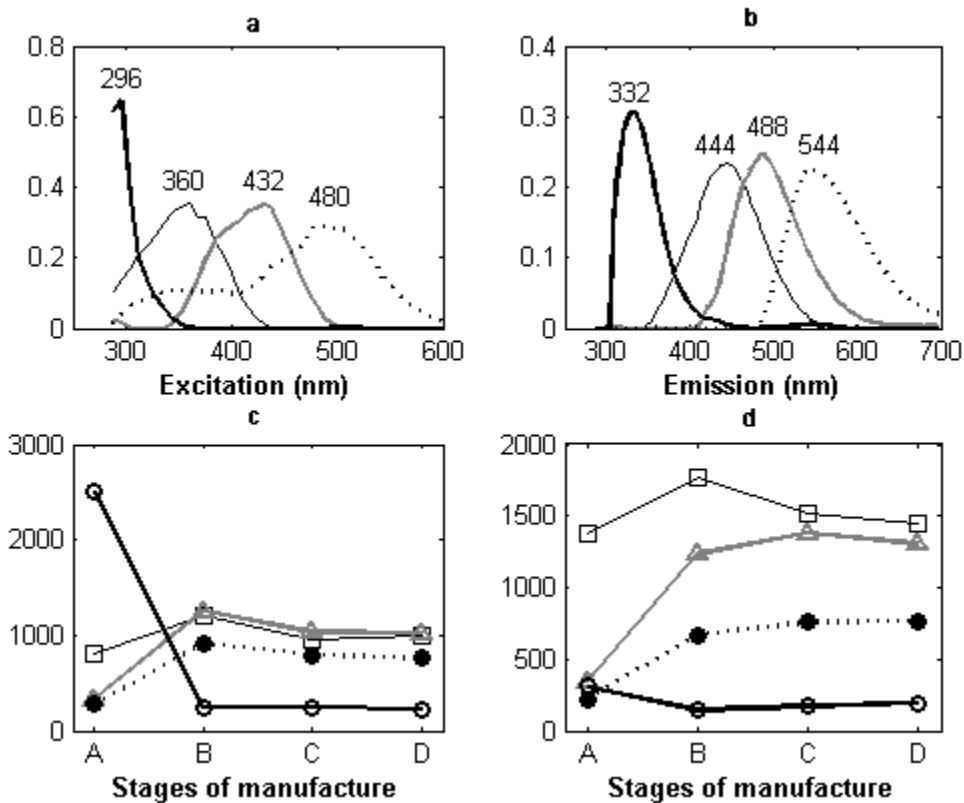 a
0.8
0.6
0.4
0.2
0
296
360
432
480
300
400
500
600
Excitation (nm)
b
0.4
0.3
0.2
0.1
0
332
444
488
544
300
400
500
600
700
Emission (nm)
c
3000
2000
1000
0
A
B
C
D
Stages of manufacture
d
2000
1500
1000
500
0
A
B
C
D
Stages of manufacture